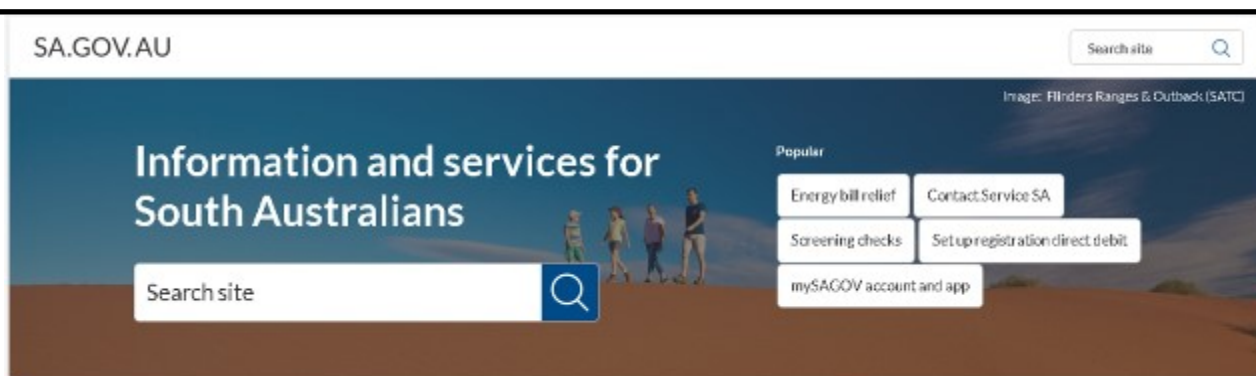 SA.GOV.AU
Search site
Image: Flinders Ranges & Outback (SATC)
Information and services for
South Australians
Search site
Popular
Energy bill relief
Contact Service SA
Screening checks
Set up registration direct debit
mySAGOV account and app